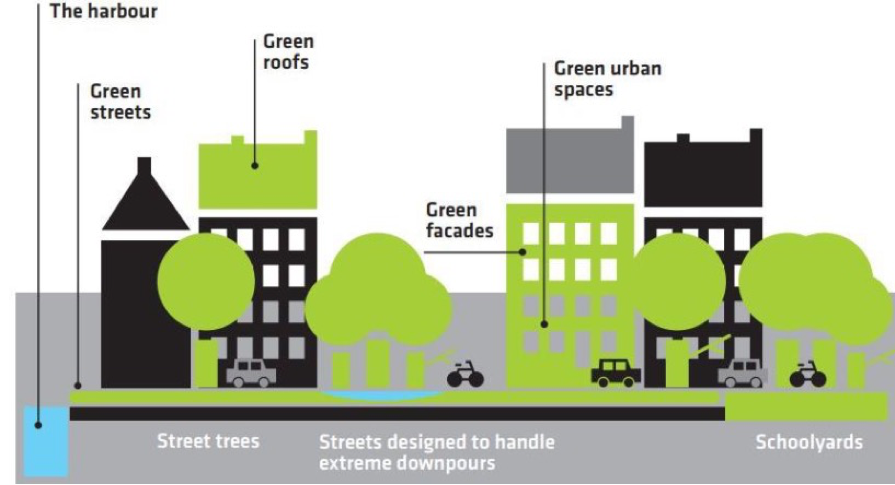 The harbour
Green
roofs
Green
streets
Green urban
spaces
Green
facades
Street trees
Streets designed to handle
extreme downpours
Schoolyards